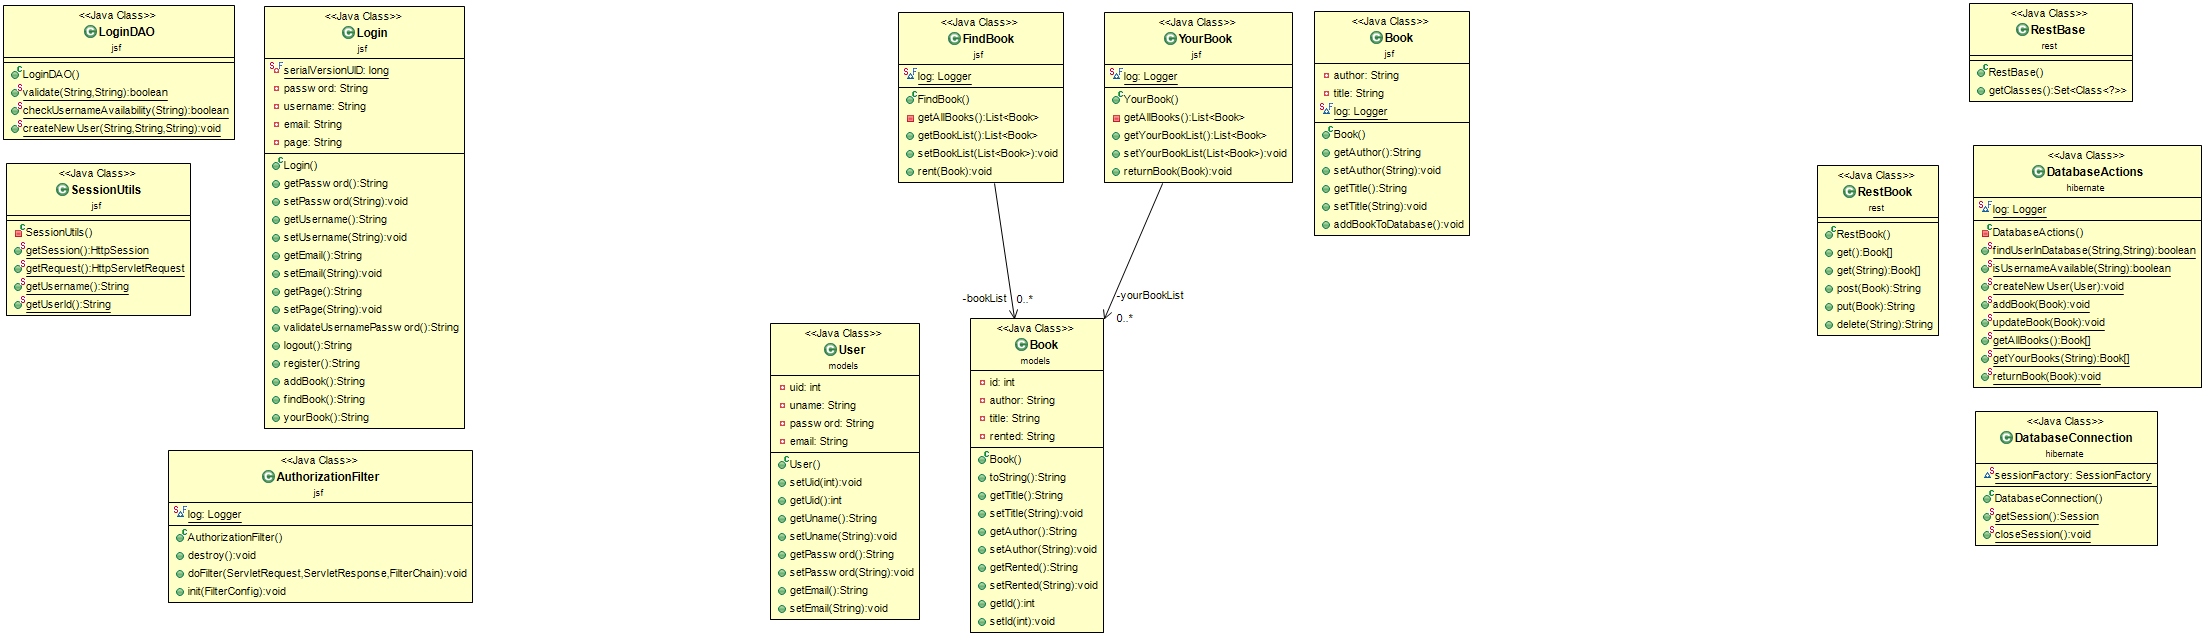 <<Java Class>>
LoginDAO
jsf
LoginDAO()
validate(String,String):boolean
checkUsernameAvailability(String):boolean
createNewUser(String,String,String):void
<<Java Class>>
SessionUtils
jsf
SessionUtils()
getSession():HttpSession
getRequest():HttpServletRequest
getUsername():String
getUserId():String
<<Java Class>>
Login
jsf
serialVersionUID: long
password: String
username: String
email: String
page: String
Login()
getPassword():String
setPassword(String):void
getUsername():String
setUsername(String):void
getEmail():String
setEmail(String):void
getPage():String
setPage(String):void
validateUsernamePassword():String
logout():String
register():String
addBook():String
findBook():String
yourBook():String
<<Java Class>>
AuthorizationFilter
jsf
log: Logger
AuthorizationFilter()
destroy():void
doFilter(ServletRequest,ServletResponse,FilterChain):void
init(FilterConfig):void
<<Java Class>>
FindBook
jsf
log: Logger
FindBook()
getAllBooks():List<Book>
getBookList():List<Book>
setBookList(List<Book>):void
rent(Book):void
<<Java Class>>
YourBook
jsf
log: Logger
YourBook()
getAllBooks():List<Book>
getYourBookList():List<Book>
setYourBookList(List<Book>):void
returnBook(Book):void
<<Java Class>>
Book
jsf
author: String
title: String
log: Logger
Book()
getAuthor():String
setAuthor(String):void
getTitle():String
setTitle(String):void
addBookToDatabase():void
-bookList 0..*
-yourBookList
0..*
<<Java Class>>
User
models
uid: int
uname: String
password: String
email: String
User()
setUid(int):void
getUid():int
getUname():String
setUname(String):void
getPassword():String
setPassword(String):void
getEmail():String
setEmail(String):void
<<Java Class>>
Book
models
id: int
author: String
title: String
rented: String
Book()
toString():String
getTitle():String
setTitle(String):void
getAuthor():String
setAuthor(String):void
getRented():String
setRented(String):void
getId():int
setId(int):void
<<Java Class>>
RestBase
rest
RestBase()
getClasses():Set<Class<?>>
<<Java Class>>
RestBook
rest
RestBook()
get():Book[]
get(String):Book[]
post(Book):String
put(Book):String
delete(String):String
<<Java Class>>
DatabaseActions
hibernate
log: Logger
DatabaseActions()
findUserInDatabase(String,String):boolean
isUsernameAvailable(String):boolean
createNewUser(User):void
addBook(Book):void
updateBook(Book):void
getAllBooks():Book[]
getYourBooks(String):Book[]
returnBook(Book):void
<<Java Class>>
DatabaseConnection
hibernate
sessionFactory: SessionFactory
DatabaseConnection()
getSession():Session
closeSession():void